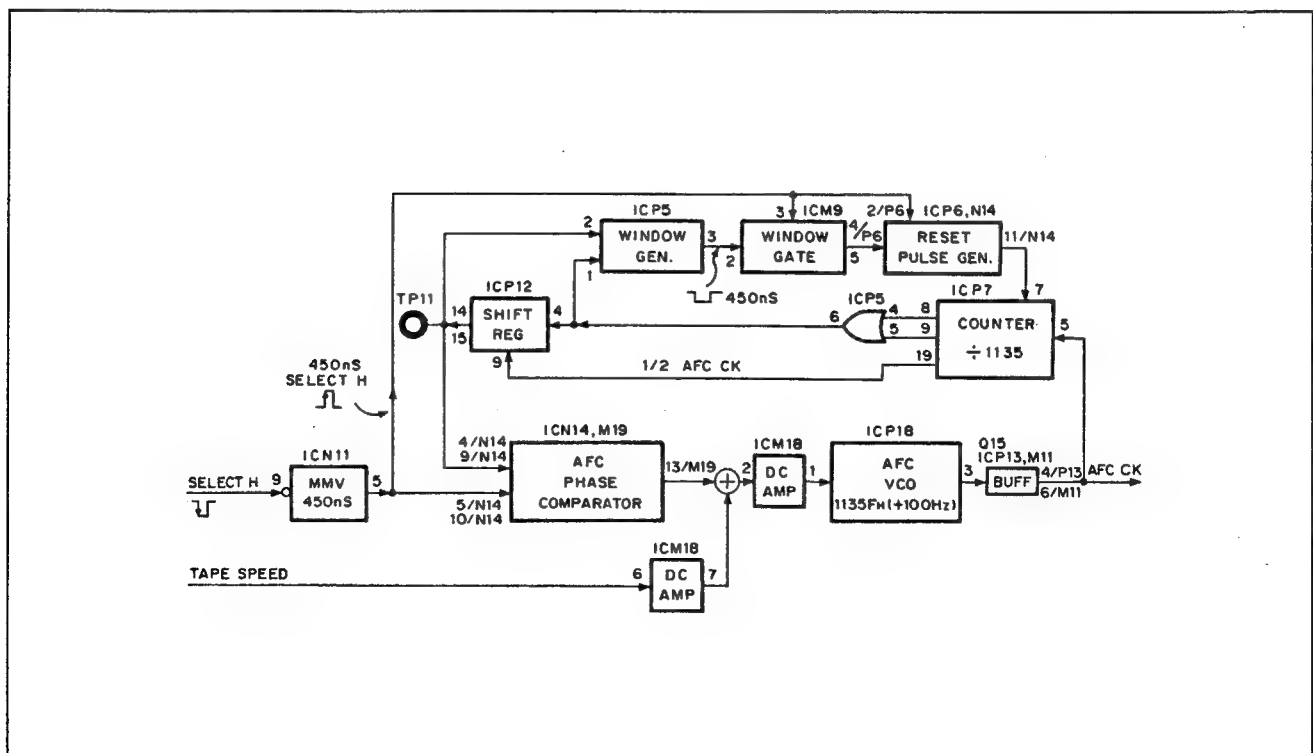 ICP5
ICM9
ICP6, N14
2
WINDOW
GEN.
3
1
3
2
WINDOW
GATE
4
/P6
5
2/P6
RESET
PULSE GEN.
11/N14
450nS
TP11
ICP12
14
15
SHIFT
REG
4
9
ICP5
6
4
5
ICP7
7
8
9
19
COUNTER
÷1135
5
1/2 AFC CK
450nS
SELECT H
ICN14, M19
4/N14
9/N14
5/N14
10/N14
AFC
PHASE
COMPARATOR
13/M19
+
ICM18
2
DC
AMP
1
ICP18
AFC
VCO
1135FH(+100Hz)
3
Q15
ICP13, M11
BUFF
4/P13
6/M11
AFC CK
ICN11
SELECT H
9
MMV
450nS
5
ICM18
TAPE SPEED
6
DC
AMP
7